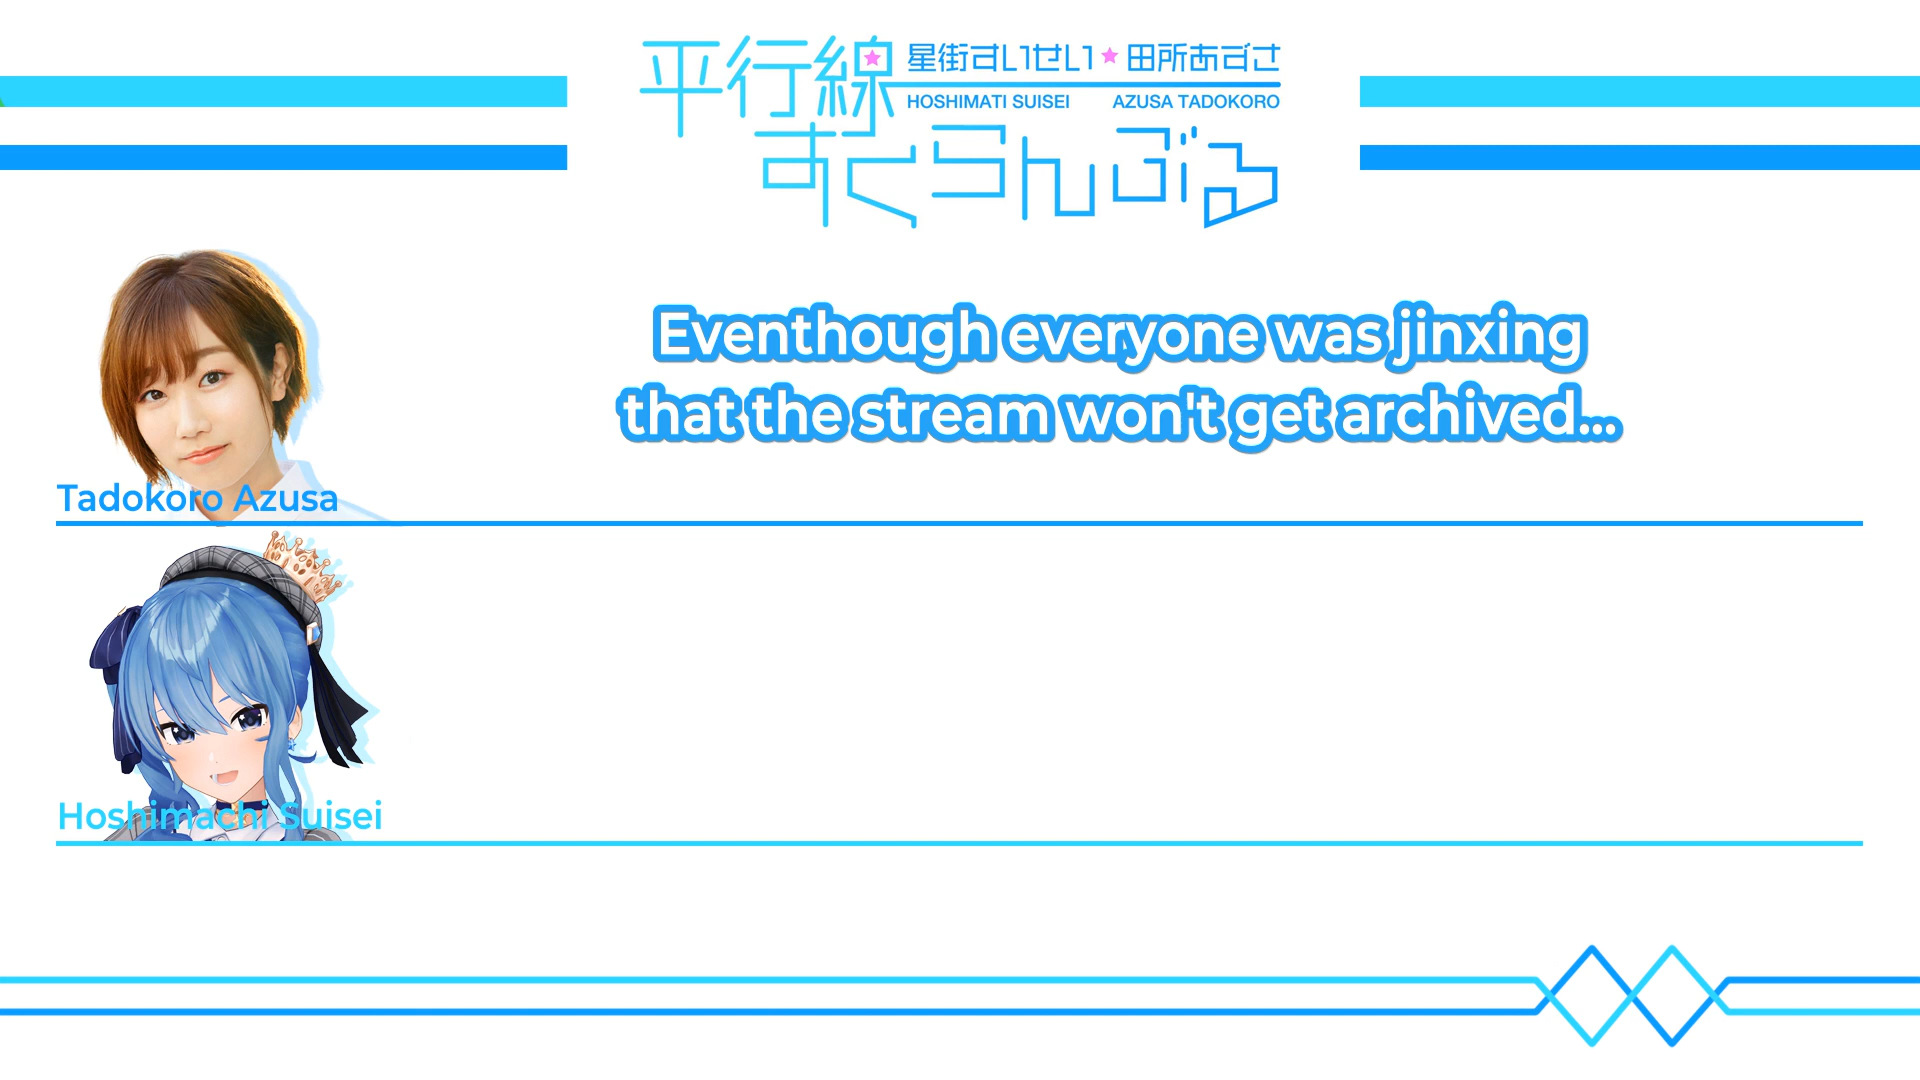 平行線
星街すいせい★田所あずさ
HOSHIMATI SUISEI AZUSA TADOKORO
すくらんぶる
Eventhough everyone was jinxing
that the stream won't get archived...
Tadokoro Azusa
Hoshimachi Suisei